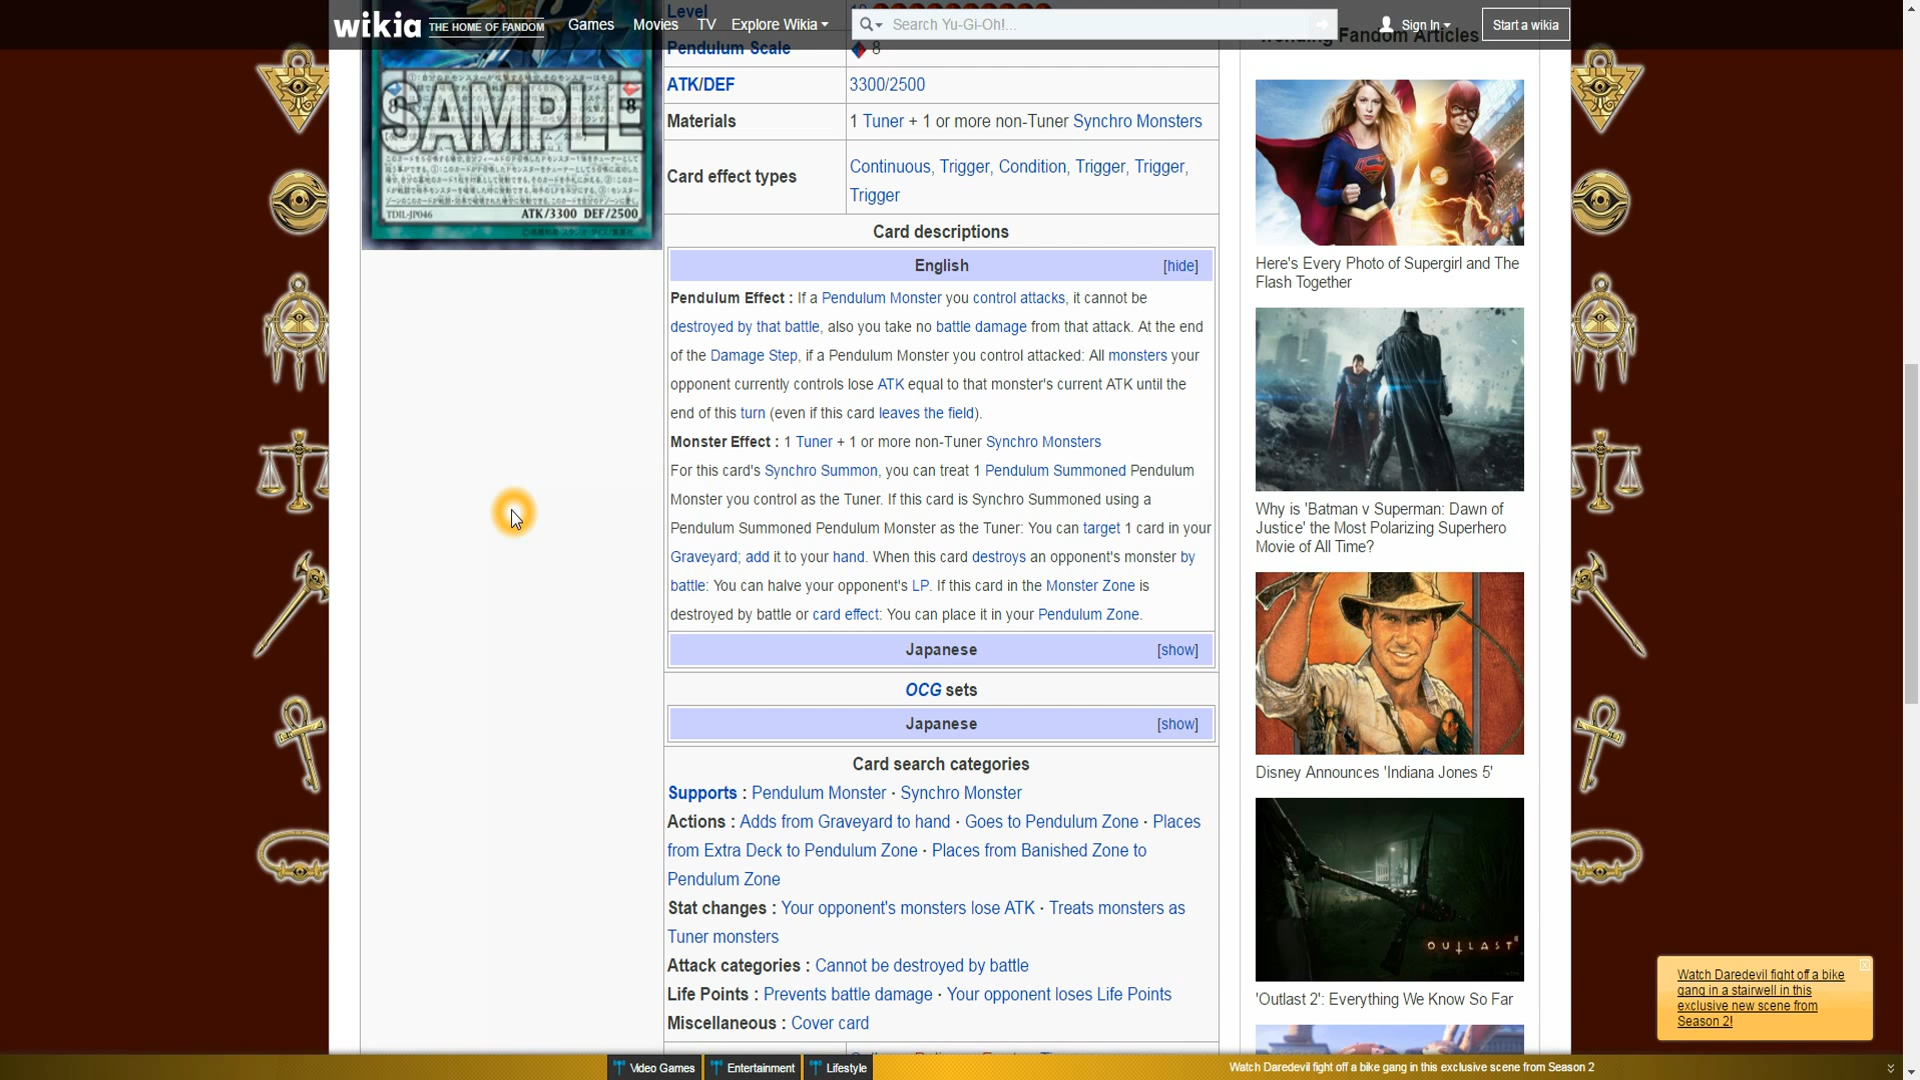 wikia THE HOME OF FANDOM Games Movies TV Explore Wikia Search Yu-Gi-Oh!... Sign In Start a wikia
SAMPLE
8 8
TDIL-JP046 ATK/3300 DEF/2500
Level
Pendulum Scale 8
ATK/DEF 3300/2500
Materials 1 Tuner + 1 or more non-Tuner Synchro Monsters
Card effect types Continuous, Trigger, Condition, Trigger, Trigger,
Trigger
Card descriptions
English [hide]
Pendulum Effect : If a Pendulum Monster you control attacks, it cannot be
destroyed by that battle, also you take no battle damage from that attack. At the end
of the Damage Step, if a Pendulum Monster you control attacked: All monsters your
opponent currently controls lose ATK equal to that monster's current ATK until the
end of this turn (even if this card leaves the field).
Monster Effect : 1 Tuner + 1 or more non-Tuner Synchro Monsters
For this card's Synchro Summon, you can treat 1 Pendulum Summoned Pendulum
Monster you control as the Tuner. If this card is Synchro Summoned using a
Pendulum Summoned Pendulum Monster as the Tuner: You can target 1 card in your
Graveyard; add it to your hand. When this card destroys an opponent's monster by
battle: You can halve your opponent's LP. If this card in the Monster Zone is
destroyed by battle or card effect: You can place it in your Pendulum Zone.
Japanese [show]
OCG sets
Japanese [show]
Card search categories
Supports : Pendulum Monster · Synchro Monster
Actions : Adds from Graveyard to hand · Goes to Pendulum Zone · Places
from Extra Deck to Pendulum Zone · Places from Banished Zone to
Pendulum Zone
Stat changes : Your opponent's monsters lose ATK · Treats monsters as
Tuner monsters
Attack categories : Cannot be destroyed by battle
Life Points : Prevents battle damage · Your opponent loses Life Points
Miscellaneous : Cover card
Trending Fandom Articles
Here's Every Photo of Supergirl and The
Flash Together
Why is 'Batman v Superman: Dawn of
Justice' the Most Polarizing Superhero
Movie of All Time?
Disney Announces 'Indiana Jones 5'
OUTLAST
'Outlast 2': Everything We Know So Far
Watch Daredevil fight off a bike
gang in a stairwell in this
exclusive new scene from
Season 2!
Video Games Entertainment Lifestyle Watch Daredevil fight off a bike gang in this exclusive scene from Season 2